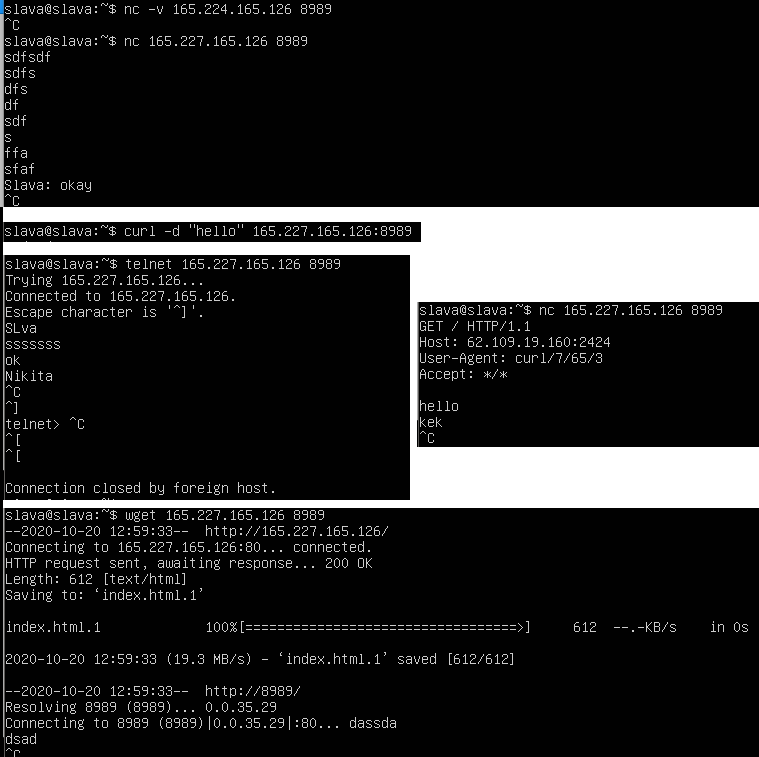 slava@slava:~$ nc -v 165.224.165.126 8989
^C
slava@slava:~$ nc 165.227.165.126 8989
sdfsdf
sdfs
dfs
df
sdf
s
ffa
sfaf
Slava: okay
^C
slava@slava:~$ curl -d "hello" 165.227.165.126:8989
slava@slava:~$ telnet 165.227.165.126 8989
Trying 165.227.165.126...
Connected to 165.227.165.126.
Escape character is '^]'.
SLva
sssssss
ok
Nikita
^C
^]
telnet> ^C
^[
^[
Connection closed by foreign host.
slava@slava:~$ nc 165.227.165.126 8989
GET / HTTP/1.1
Host: 62.109.19.160:2424
User-Agent: curl/7/65/3
Accept: */*
hello
kek
^C
slava@slava:~$ wget 165.227.165.126 8989
--2020-10-20 12:59:33--  http://165.227.165.126/
Connecting to 165.227.165.126:80... connected.
HTTP request sent, awaiting response... 200 OK
Length: 612 [text/html]
Saving to: ‘index.html.1’
index.html.1 100%[==================================>] 612 --.-KB/s in 0s
2020-10-20 12:59:33 (19.3 MB/s) - ‘index.html.1’ saved [612/612]
--2020-10-20 12:59:33--  http://8989/
Resolving 8989 (8989)... 0.0.35.29
Connecting to 8989 (8989)|0.0.35.29|:80... dassda
dsad
^C